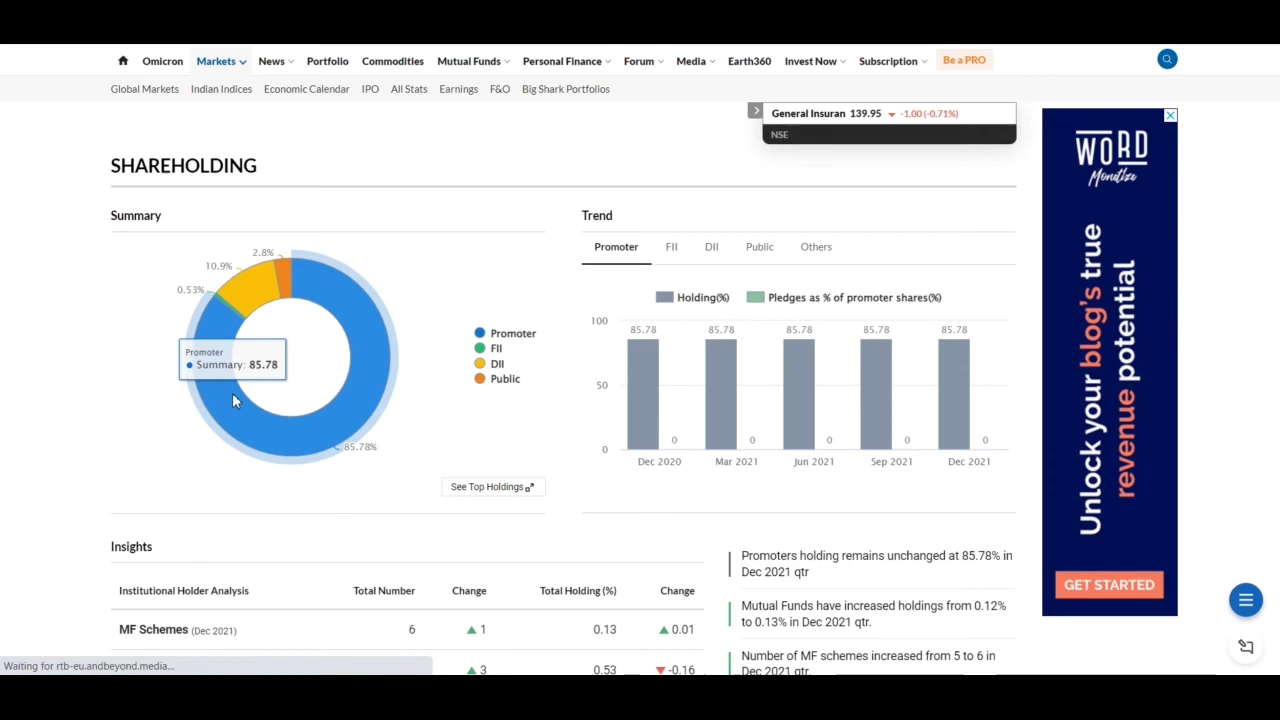 Omicron Markets News Portfolio Commodities Mutual Funds Personal Finance Forum Media Earth360 Invest Now Subscription Be a PRO
Global Markets Indian Indices Economic Calendar IPO All Stats Earnings F&O Big Shark Portfolios
General Insuran 139.95 -1.00 (-0.71%)
NSE
SHAREHOLDING
Summary
2.8%
10.9%
0.53%
Promoter
Summary: 85.78
85.78%
Promoter
FII
DII
Public
See Top Holdings
Trend
Promoter FII DII Public Others
Holding(%) Pledges as % of promoter shares(%)
100
50
0
85.78 85.78 85.78 85.78 85.78
0 0 0 0 0
Dec 2020 Mar 2021 Jun 2021 Sep 2021 Dec 2021
Insights
Institutional Holder Analysis Total Number Change Total Holding (%) Change
MF Schemes (Dec 2021) 6 1 0.13 0.01
3 0.53 -0.16
Promoters holding remains unchanged at 85.78% in
Dec 2021 qtr
Mutual Funds have increased holdings from 0.12%
to 0.13% in Dec 2021 qtr.
Number of MF schemes increased from 5 to 6 in
Dec 2021 qtr.
WORD
Monetize
Unlock your blog's true
revenue potential
GET STARTED
Waiting for rtb-eu.andbeyond.media...